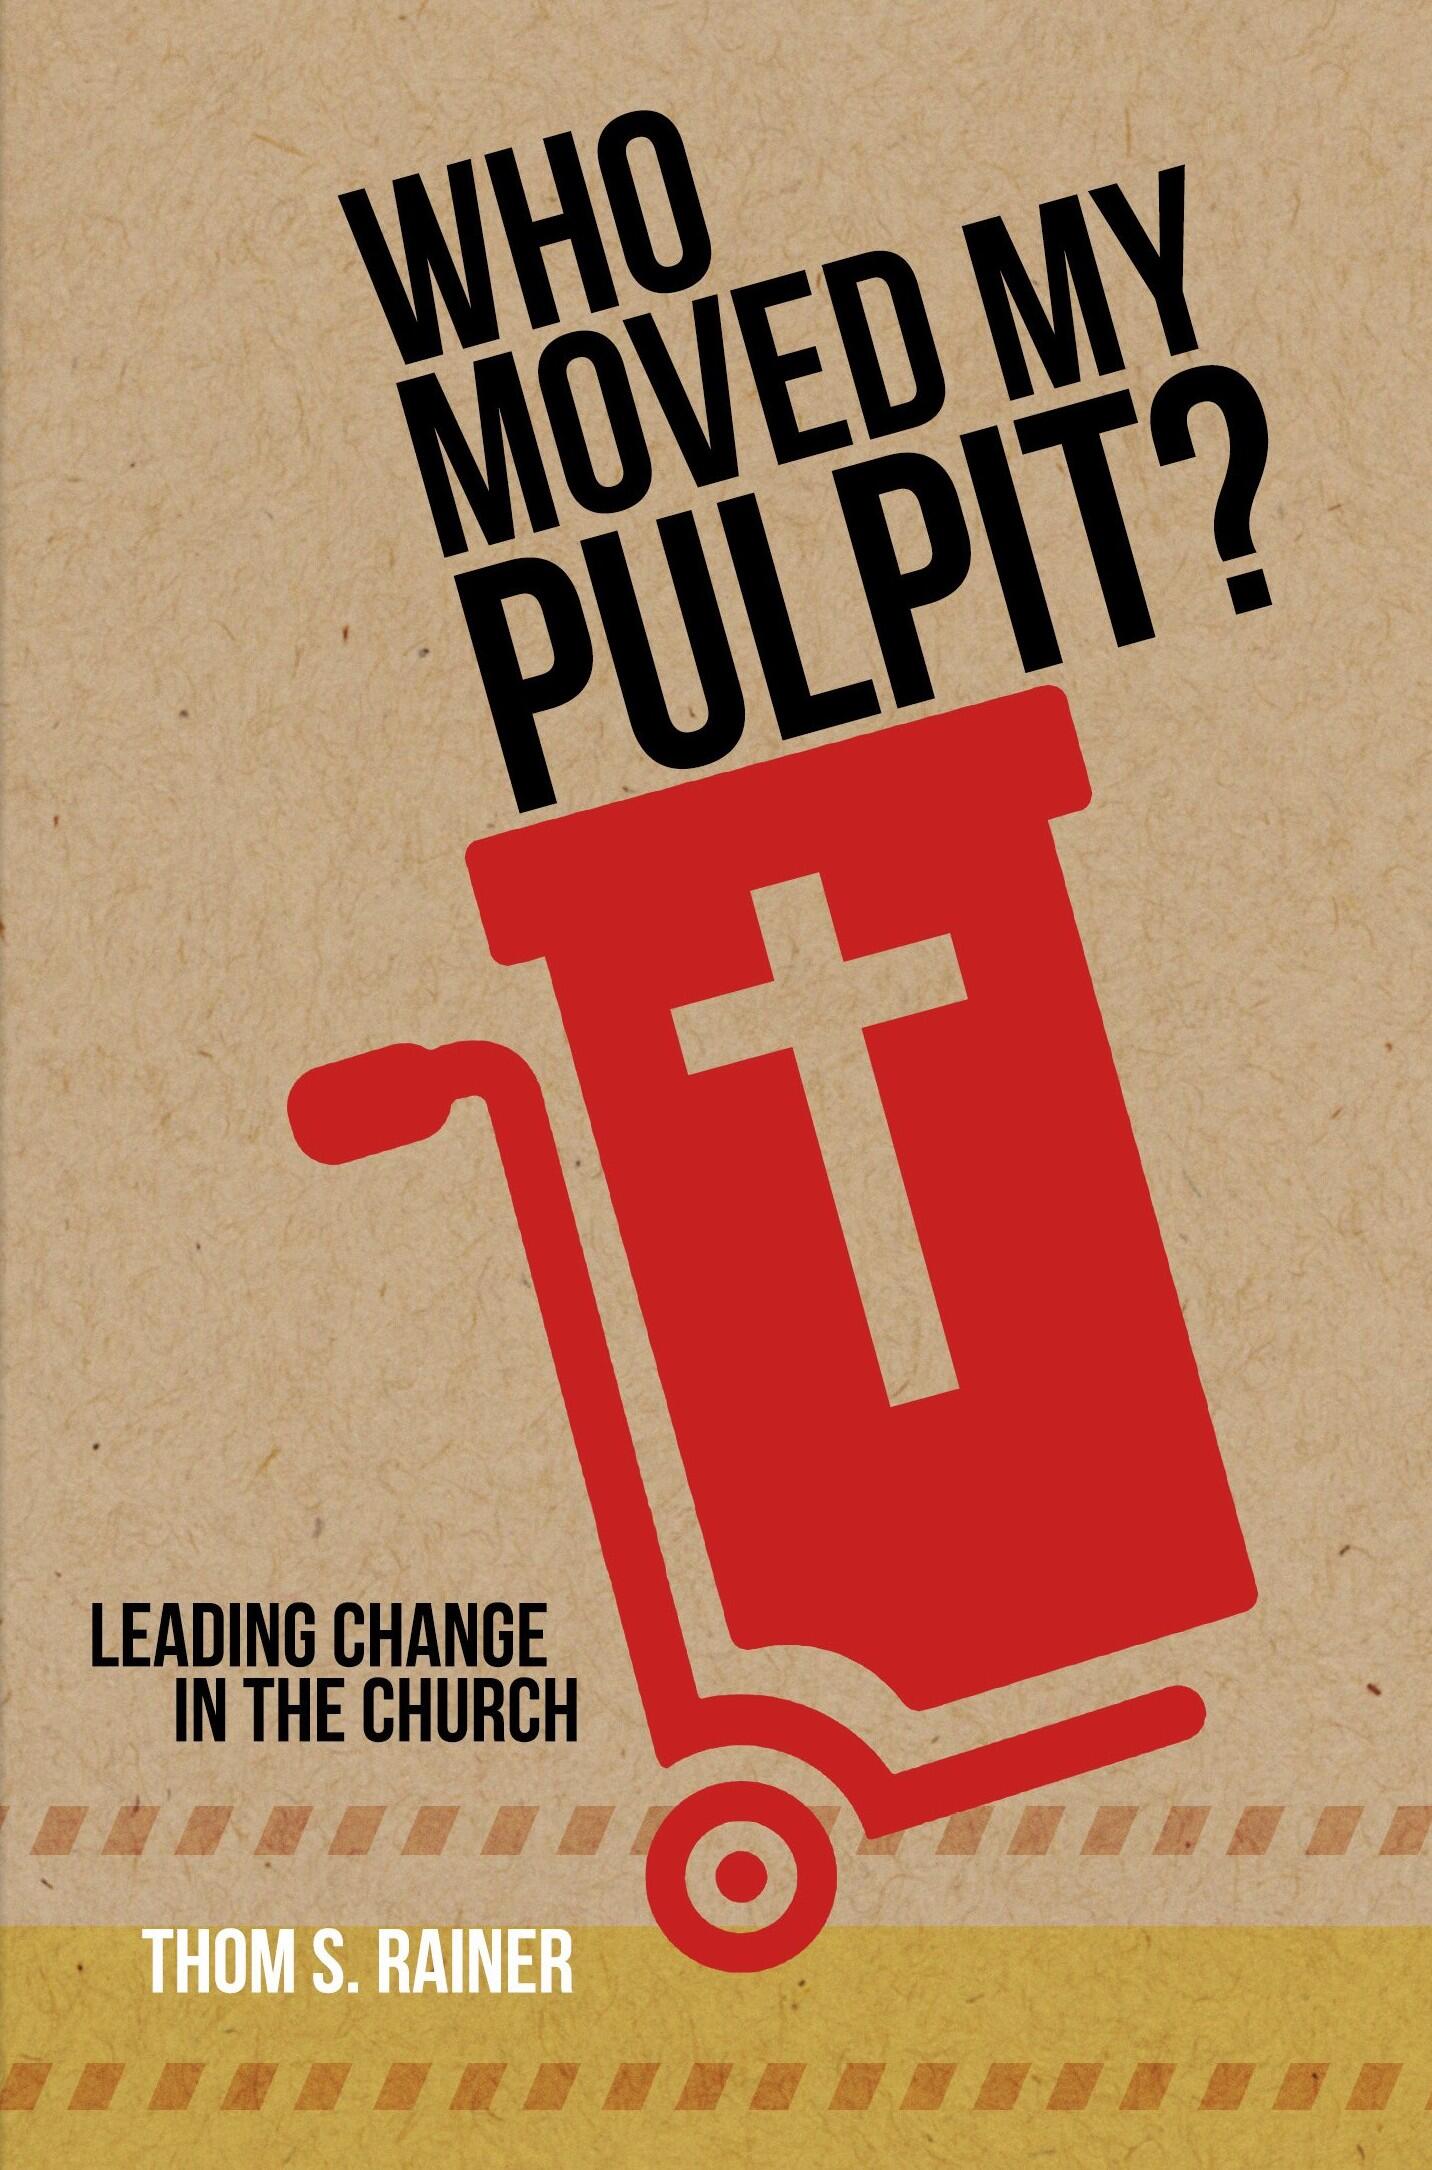 WHO
MOVED MY
PULPIT?
LEADING CHANGE
IN THE CHURCH
THOM S. RAINER